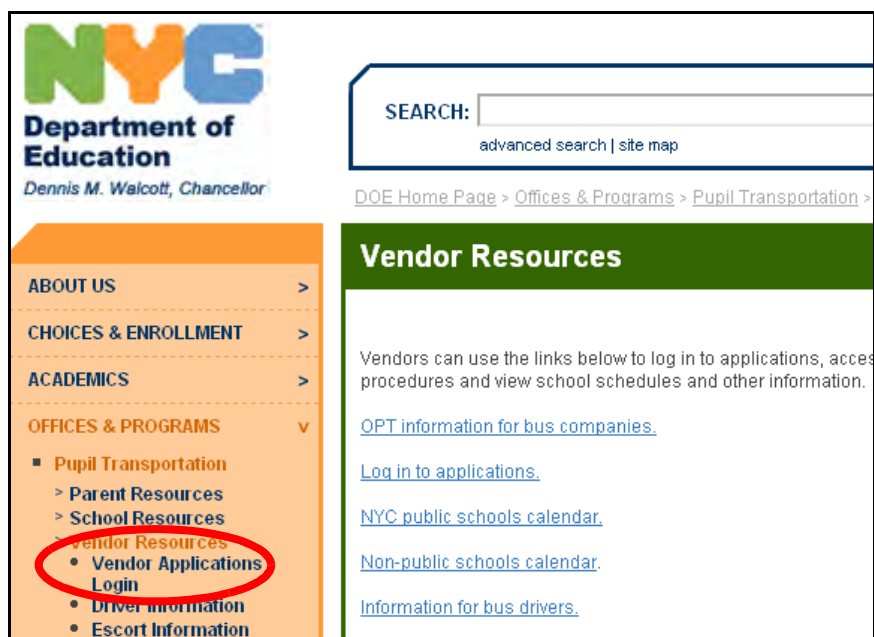 NYC
Department of
Education
Dennis M. Walcott, Chancellor
SEARCH:
advanced search | site map
DOE Home Page > Offices & Programs > Pupil Transportation >
ABOUT US >
CHOICES & ENROLLMENT >
ACADEMICS >
OFFICES & PROGRAMS v
Pupil Transportation
> Parent Resources
> School Resources
> Vendor Resources
• Vendor Applications
Login
• Driver Information
• Escort Information
Vendor Resources
Vendors can use the links below to log in to applications, acces
procedures and view school schedules and other information.
OPT information for bus companies.
Log in to applications.
NYC public schools calendar.
Non-public schools calendar.
Information for bus drivers.